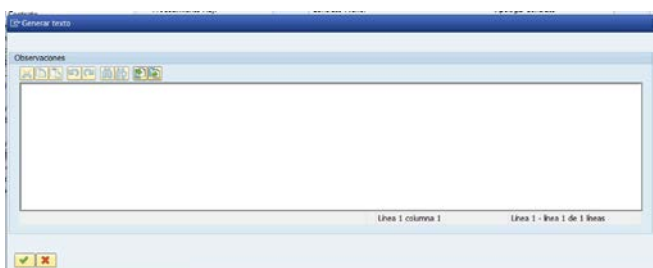 Generar texto
Observaciones
Línea 1 columna 1
Línea 1 - línea 1 de 1 líneas